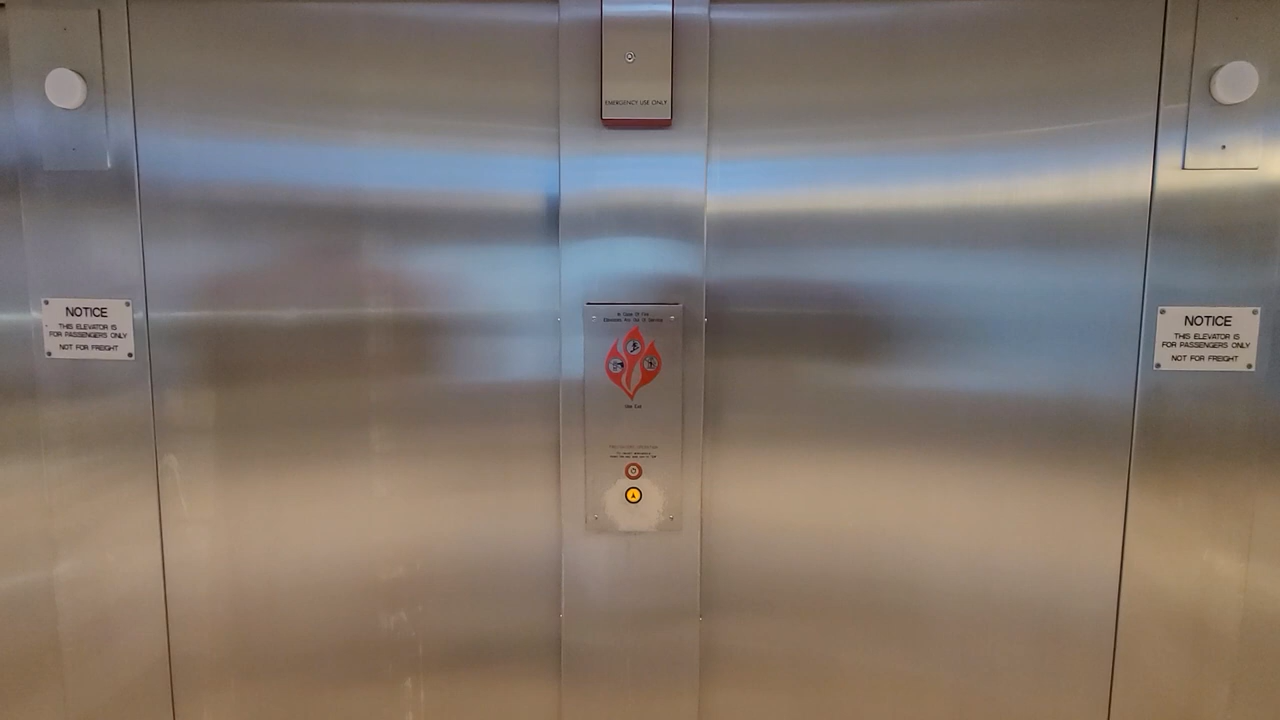 EMERGENCY USE ONLY
NOTICE
THIS ELEVATOR IS
FOR PASSENGERS ONLY
NOT FOR FREIGHT
In Case Of Fire
Elevators Are Out Of Service
Use Exit
NOTICE
THIS ELEVATOR IS
FOR PASSENGERS ONLY
NOT FOR FREIGHT